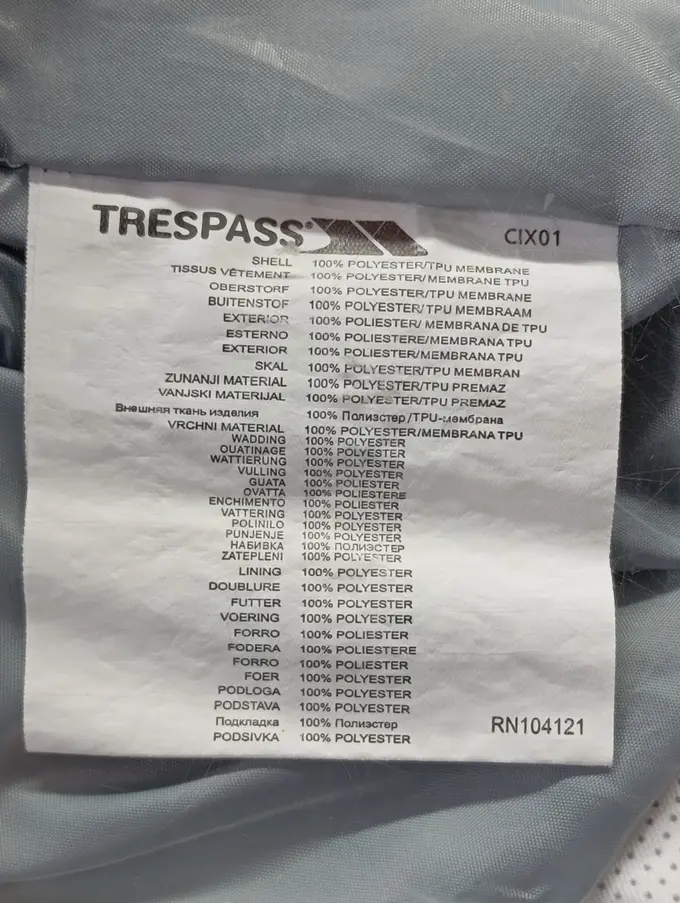 TRESPASS®
CIX01
SHELL 100% POLYESTER/TPU MEMBRANE
TISSUS VÊTEMENT 100% POLYESTER/MEMBRANE TPU
OBERSTORF 100% POLYESTER/TPU MEMBRANE
BUITENSTOF 100% POLYESTER/ TPU MEMBRAAM
EXTERIOR 100% POLIESTER/ MEMBRANA DE TPU
ESTERNO 100% POLIESTERE/MEMBRANA TPU
EXTERIOR 100% POLYESTER/MEMBRANA TPU
SKAL 100% POLYESTER/TPU MEMBRAN
ZUNANJI MATERIAL 100% POLYESTER/TPU PREMAZ
VANJSKI MATERIJAL 100% POLYESTER/TPU PREMAZ
Внешняя ткань изделия 100% Полиэстер/TPU-мембрана
VRCHNI MATERIAL 100% POLYESTER/MEMBRANA TPU
WADDING 100% POLYESTER
OUATINAGE 100% POLYESTER
WATTIERUNG 100% POLYESTER
VULLING 100% POLYESTER
GUATA 100% POLIESTER
OVATTA 100% POLIESTERE
ENCHIMENTO 100% POLYESTER
VATTERING 100% POLYESTER
POLINILO 100% POLYESTER
PUNJENJE 100% POLYESTER
НАБИВКА 100% ПОЛИЭСТЕР
ZATEPLENI 100% POLYESTER
LINING 100% POLYESTER
DOUBLURE 100% POLYESTER
FUTTER 100% POLYESTER
VOERING 100% POLYESTER
FORRO 100% POLIESTER
FODERA 100% POLIESTERE
FORRO 100% POLYESTER
FOER 100% POLYESTER
PODLOGA 100% POLYESTER
PODSTAVA 100% POLYESTER
Подкладка 100% Полиэстер
PODSIVKA 100% POLYESTER
RN104121